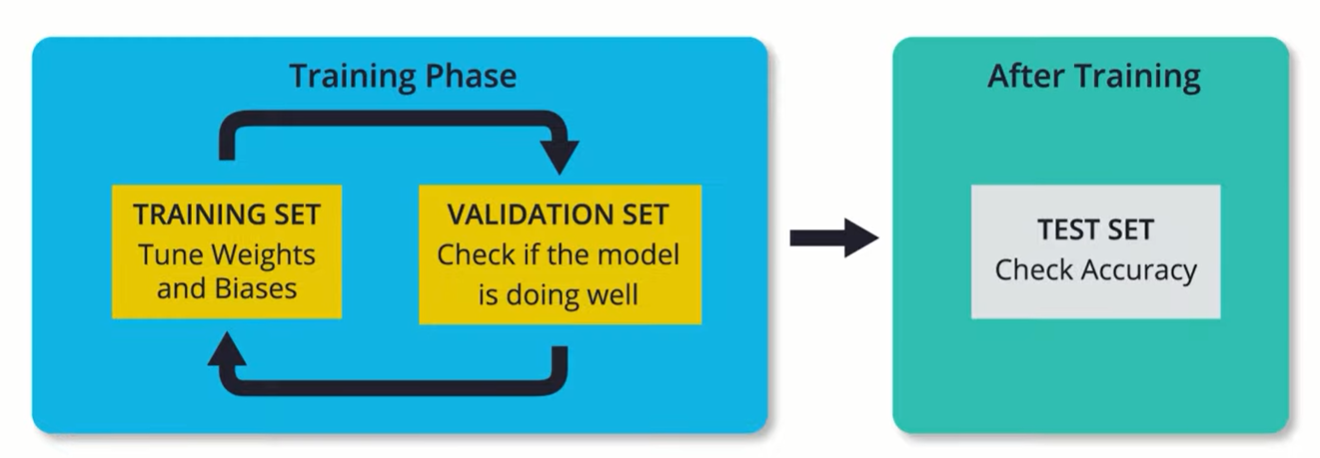 Training Phase
TRAINING SET
Tune Weights
and Biases
VALIDATION SET
Check if the model
is doing well
After Training
TEST SET
Check Accuracy